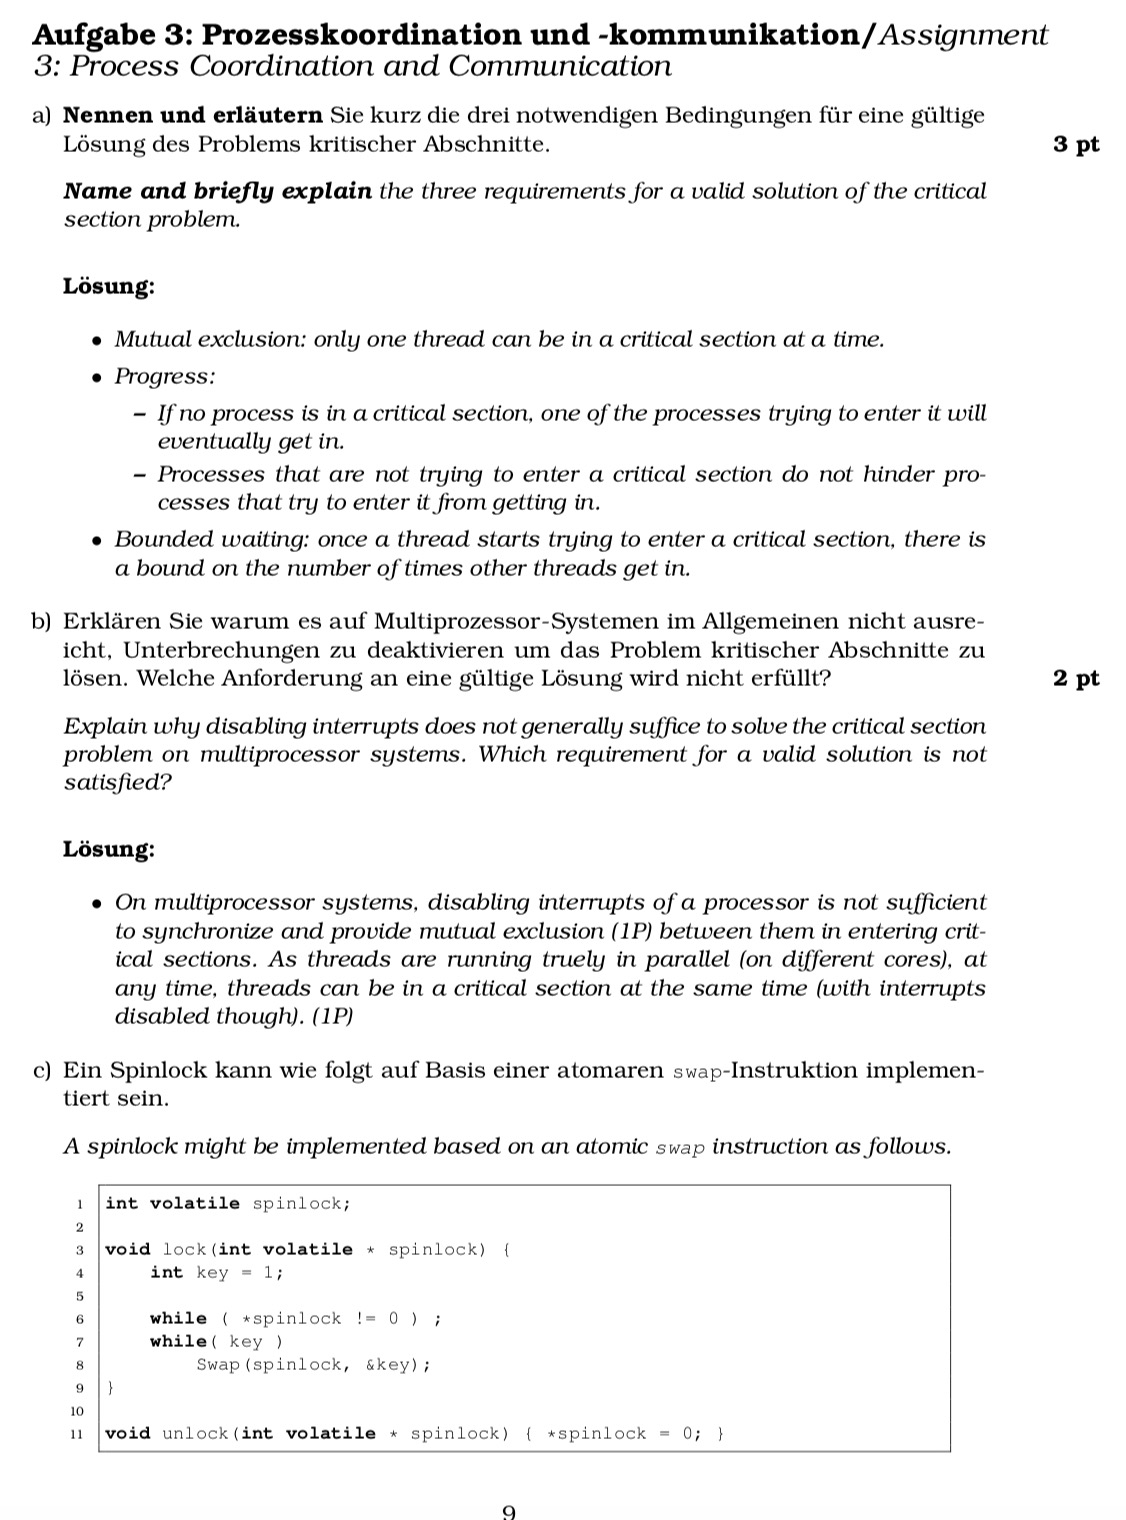 Aufgabe 3: Prozesskoordination und -kommunikation/Assignment
3: Process Coordination and Communication
a) Nennen und erläutern Sie kurz die drei notwendigen Bedingungen für eine gültige
Lösung des Problems kritischer Abschnitte.
3 pt
Name and briefly explain the three requirements for a valid solution of the critical
section problem.
Lösung:
• Mutual exclusion: only one thread can be in a critical section at a time.
• Progress:
– If no process is in a critical section, one of the processes trying to enter it will
eventually get in.
– Processes that are not trying to enter a critical section do not hinder pro-
cesses that try to enter it from getting in.
• Bounded waiting: once a thread starts trying to enter a critical section, there is
a bound on the number of times other threads get in.
b) Erklären Sie warum es auf Multiprozessor-Systemen im Allgemeinen nicht ausre-
icht, Unterbrechungen zu deaktivieren um das Problem kritischer Abschnitte zu
lösen. Welche Anforderung an eine gültige Lösung wird nicht erfüllt?
2 pt
Explain why disabling interrupts does not generally suffice to solve the critical section
problem on multiprocessor systems. Which requirement for a valid solution is not
satisfied?
Lösung:
• On multiprocessor systems, disabling interrupts of a processor is not sufficient
to synchronize and provide mutual exclusion (1P) between them in entering crit-
ical sections. As threads are running truely in parallel (on different cores), at
any time, threads can be in a critical section at the same time (with interrupts
disabled though). (1P)
c) Ein Spinlock kann wie folgt auf Basis einer atomaren swap-Instruktion implemen-
tiert sein.
A spinlock might be implemented based on an atomic swap instruction as follows.
1 int volatile spinlock;
2
3 void lock(int volatile * spinlock) {
4 int key = 1;
5
6 while ( *spinlock != 0 ) ;
7 while( key )
8 Swap(spinlock, &key);
9 }
10
11 void unlock(int volatile * spinlock) { *spinlock = 0; }
9